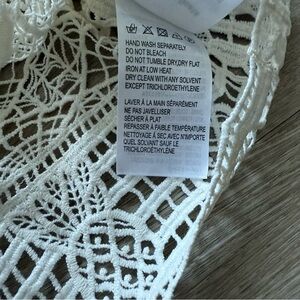 HAND WASH SEPARATELY
DO NOT BLEACH
DO NOT TUMBLE DRY,DRY FLAT
IRON AT LOW HEAT
DRY CLEAN WITH ANY SOLVENT
EXCEPT TRICHLOROETHYLENE
LAVER À LA MAIN SÉPARÉMENT
NE PAS JAVELLISER
SÉCHER À PLAT
REPASSER À FAIBLE TEMPÉRATURE
NETTOYAGE À SEC AVEC N'IMPORTE
QUEL SOLVANT SAUF LE
TRICHLOROÉTHYLÈNE